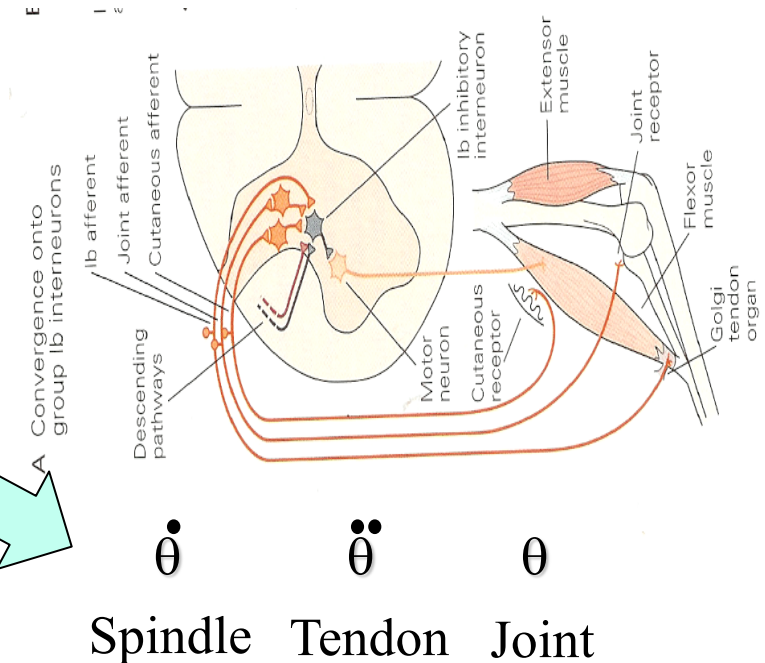 A Convergence onto
group Ib interneurons
Ib afferent
Joint afferent
Cutaneous afferent
Descending
pathways
Ib inhibitory
interneuron
Motor
neuron
Cutaneous
receptor
Extensor
muscle
Joint
receptor
Flexor
muscle
Golgi
tendon
organ
θ̇ θ̈ θ
Spindle Tendon Joint